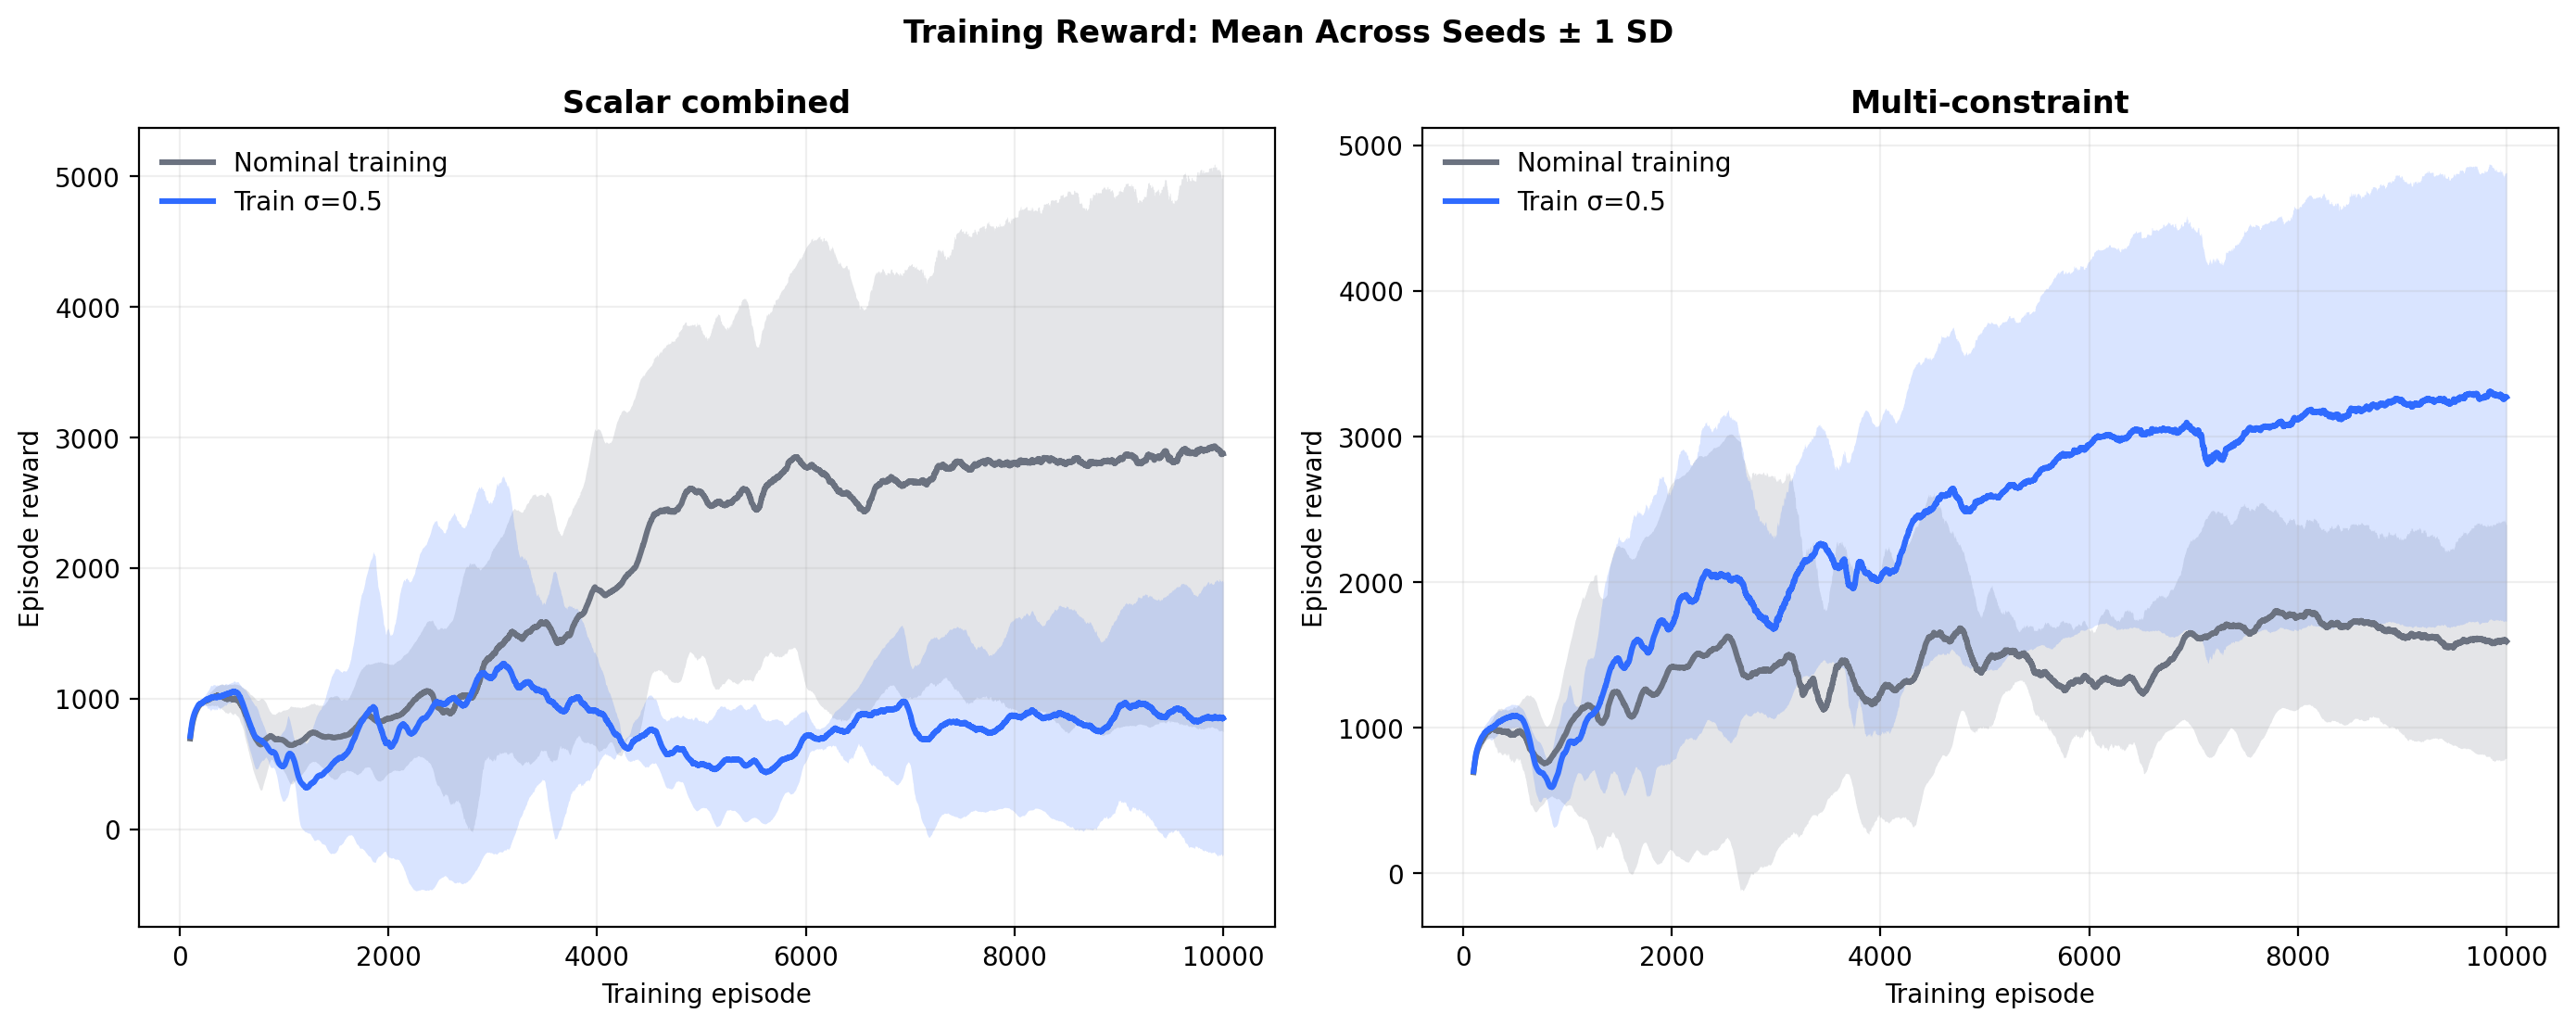 Training Reward: Mean Across Seeds ± 1 SD
Scalar combined
Nominal training
Train σ=0.5
5000
4000
3000
2000
1000
0
Episode reward
0
2000
4000
6000
8000
10000
Training episode
Multi-constraint
Nominal training
Train σ=0.5
5000
4000
3000
2000
1000
0
Episode reward
0
2000
4000
6000
8000
10000
Training episode